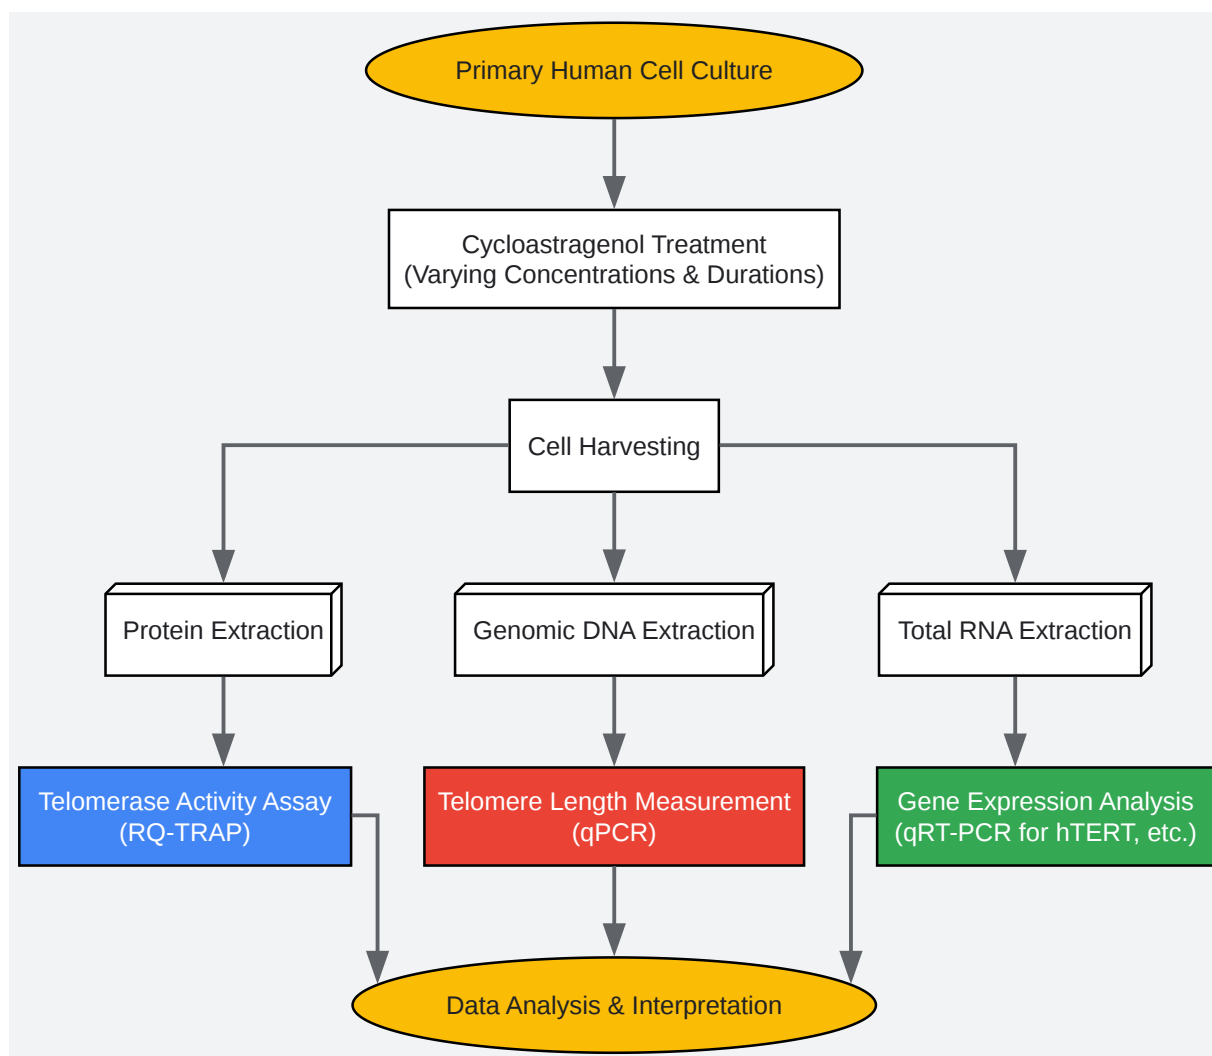 Primary Human Cell Culture
Cycloastragenol Treatment
(Varying Concentrations & Durations)
Cell Harvesting
Protein Extraction
Genomic DNA Extraction
Total RNA Extraction
Telomerase Activity Assay
(RQ-TRAP)
Telomere Length Measurement
(qPCR)
Gene Expression Analysis
(qRT-PCR for hTERT, etc.)
Data Analysis & Interpretation